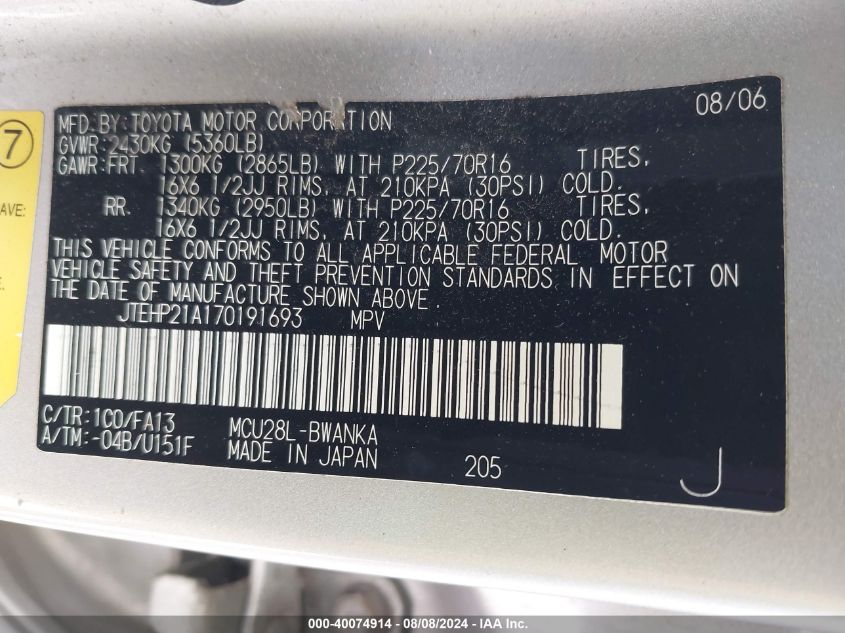 08/06
MFD.BY:TOYOTA MOTOR CORPORATION
GVWR:2430KG (5360LB)
GAWR:FRT. 1300KG (2865LB) WITH P225/70R16 TIRES,
16X6 1/2JJ RIMS, AT 210KPA (30PSI) COLD.
RR. 1340KG (2950LB) WITH P225/70R16 TIRES,
16X6 1/2JJ RIMS, AT 210KPA (30PSI) COLD.
THIS VEHICLE CONFORMS TO ALL APPLICABLE FEDERAL MOTOR
VEHICLE SAFETY AND THEFT PREVENTION STANDARDS IN EFFECT ON
THE DATE OF MANUFACTURE SHOWN ABOVE.
JTEHP21A170191693 MPV
C/TR:1C0/FA13 MCU28L-BWANKA
A/TM:-04B/U151F MADE IN JAPAN 205
J
7
AVE:
000-40074914 - 08/08/2024 - IAA Inc.